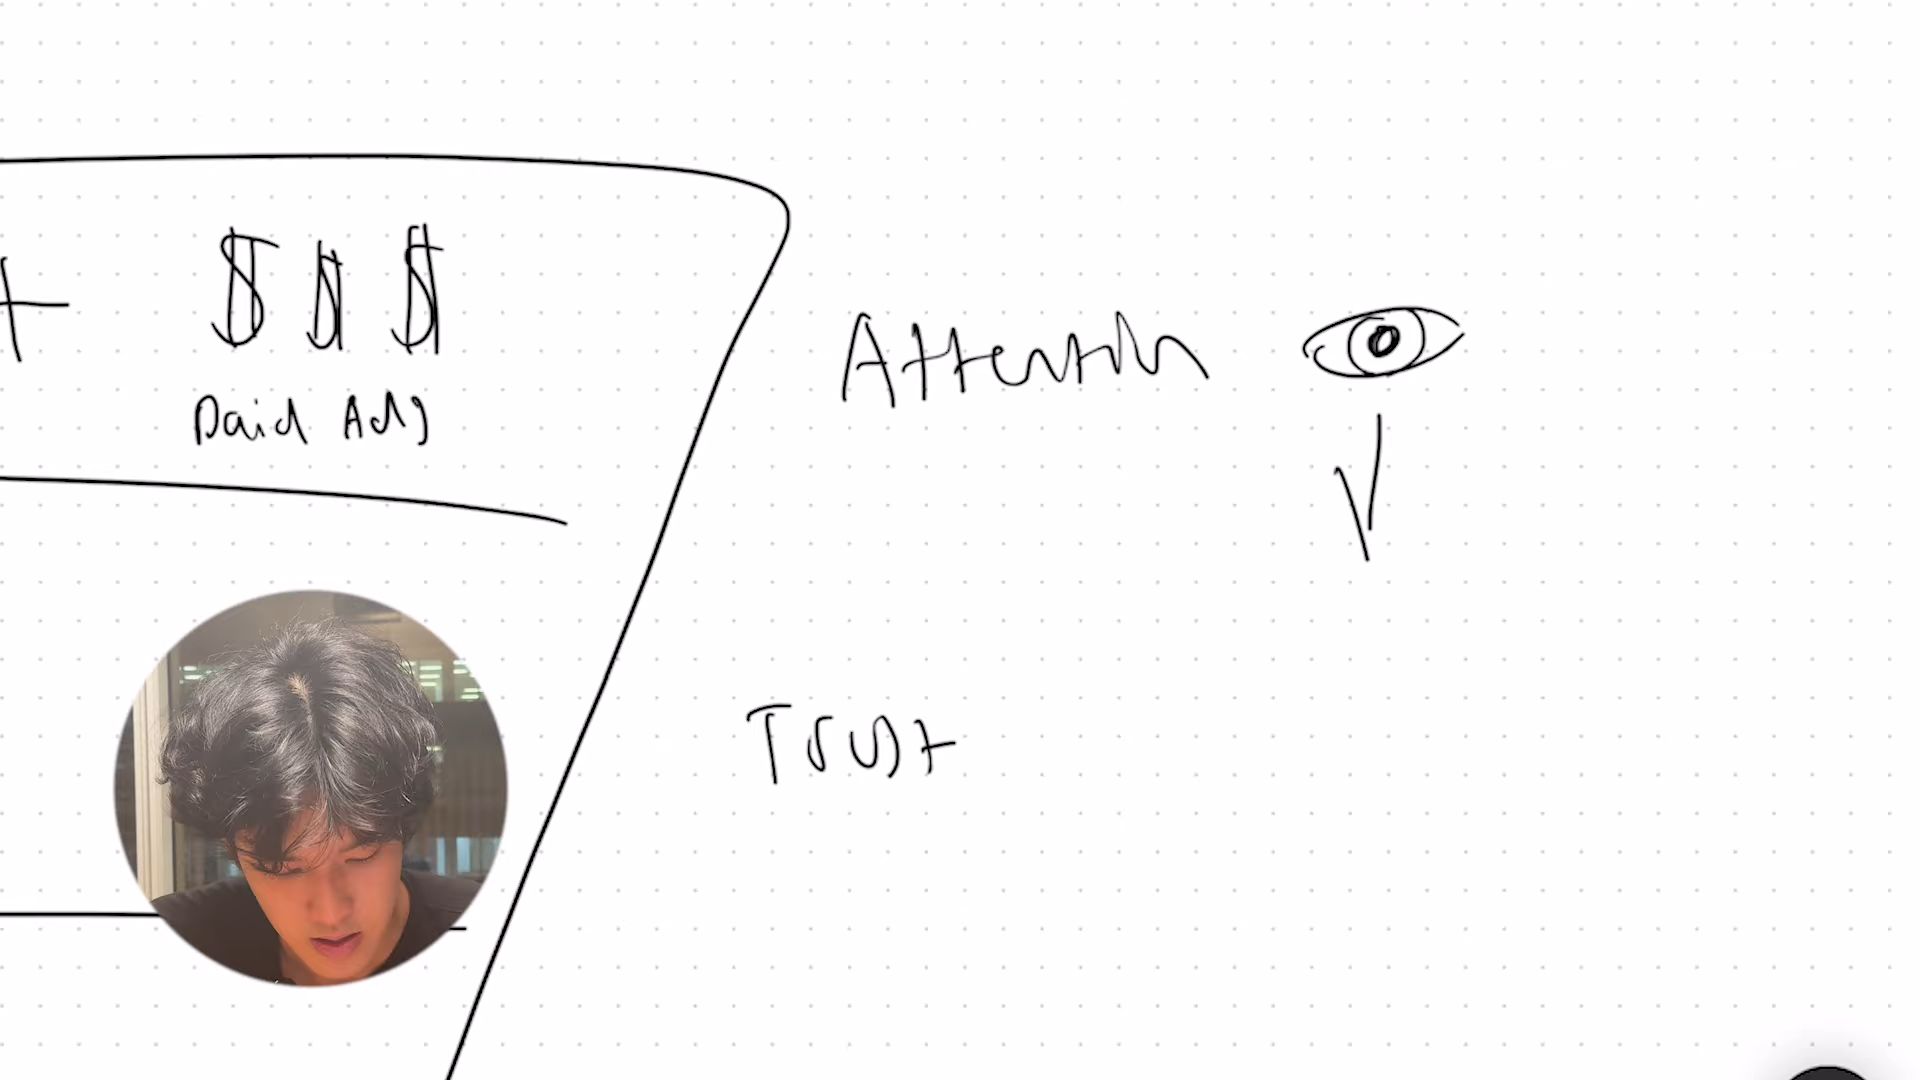 + $ $ $
Paid Ads
Attention
Trust